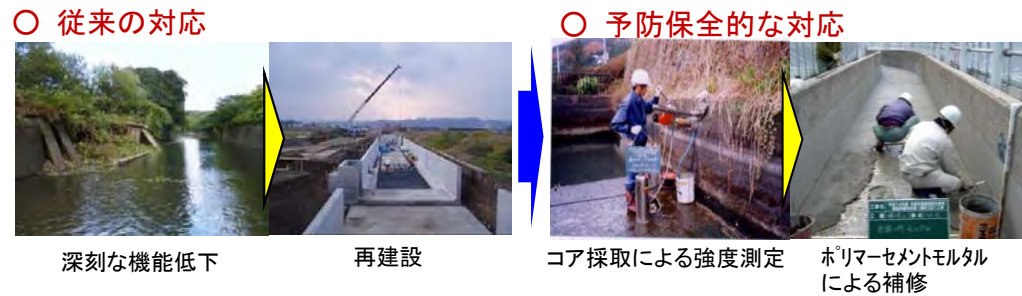 ○ 従来の対応
○ 予防保全的な対応
深刻な機能低下
再建設
コア採取による強度測定
ﾎﾟﾘﾏｰｾﾒﾝﾄﾓﾙﾀﾙ
による補修